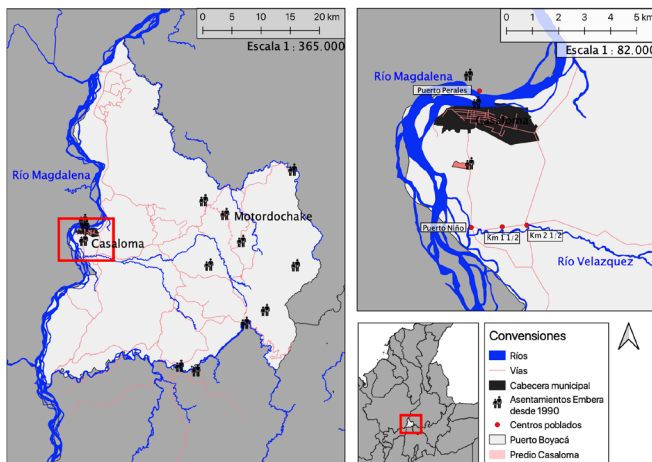 0 5 10 15 20 km
Escala 1 : 365.000
Río Magdalena
Motordochake
Casaloma
0 1 2 3 4 5 km
Escala 1 : 82.000
Río Magdalena
Puerto Perales
Casaloma
Puerto Niño
Km 1 1/2
Km 2 1/2
Río Velazquez
Convensiones
Ríos
Vías
Cabecera municipal
Asentamientos Embera
desde 1990
Centros poblados
Puerto Boyacá
Predio Casaloma